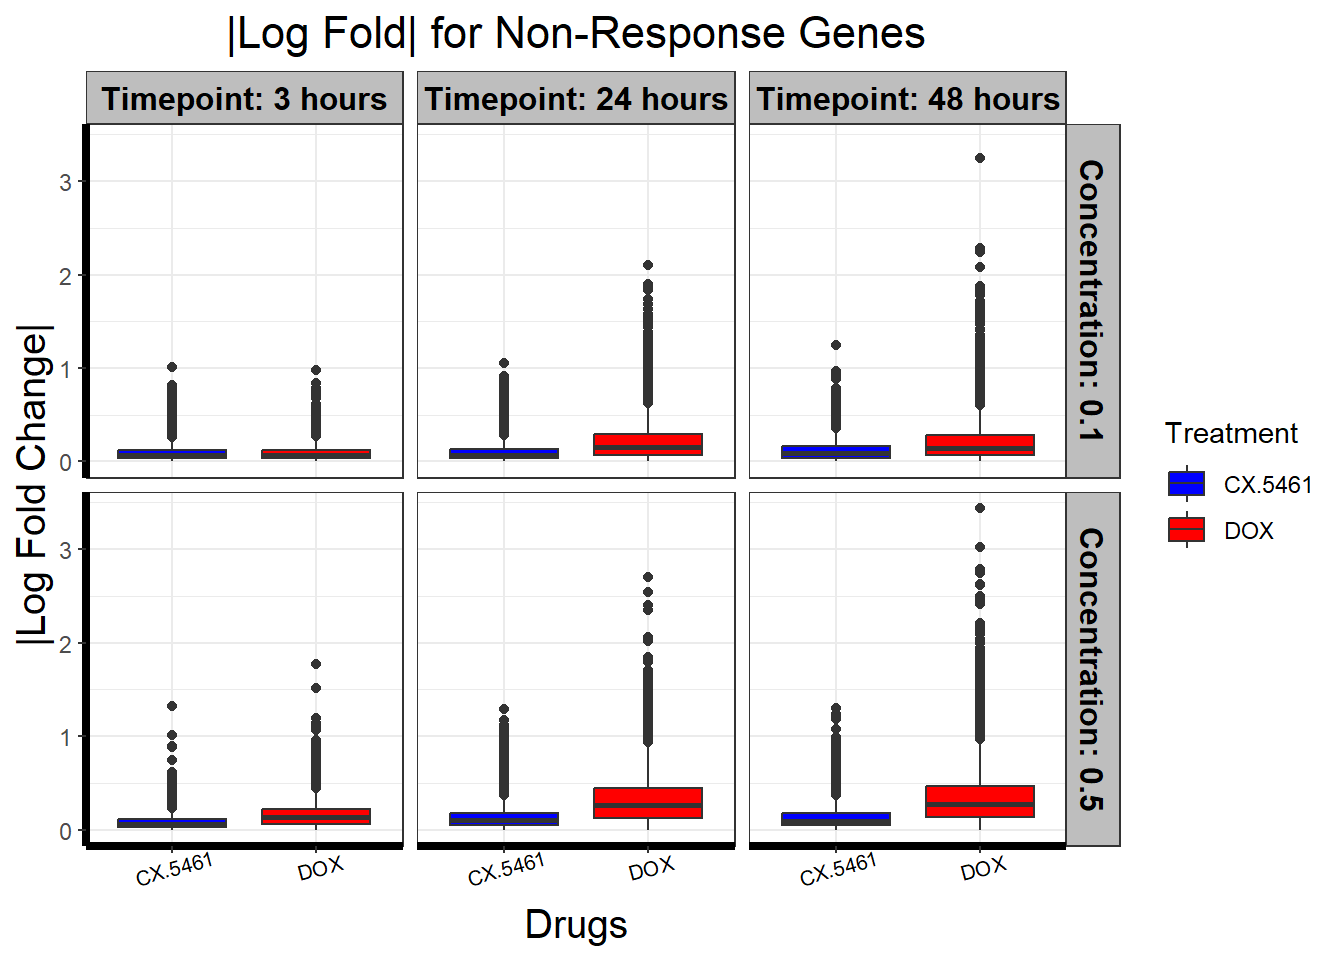 |Log Fold| for Non-Response Genes
Timepoint: 3 hours
Timepoint: 24 hours
Timepoint: 48 hours
|Log Fold Change|
3
2
1
0
Concentration: 0.1
3
2
1
0
Concentration: 0.5
CX.5461
DOX
CX.5461
DOX
CX.5461
DOX
Drugs
Treatment
CX.5461
DOX